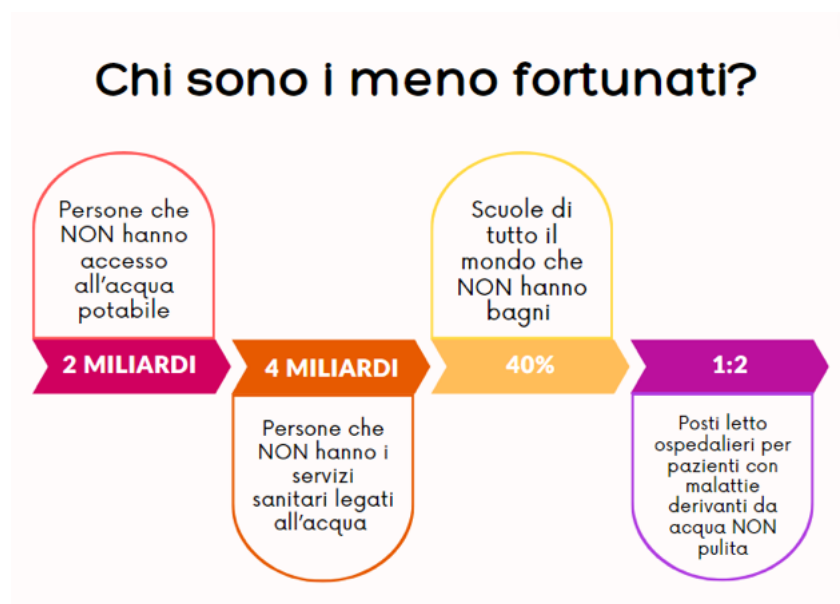 Chi sono i meno fortunati?
Persone che
NON hanno
accesso
all'acqua
potabile
2 MILIARDI
4 MILIARDI
Persone che
NON hanno i
servizi
sanitari legati
all'acqua
Scuole di
tutto il
mondo che
NON hanno
bagni
40%
1:2
Posti letto
ospedalieri per
pazienti con
malattie
derivanti da
acqua NON
pulita